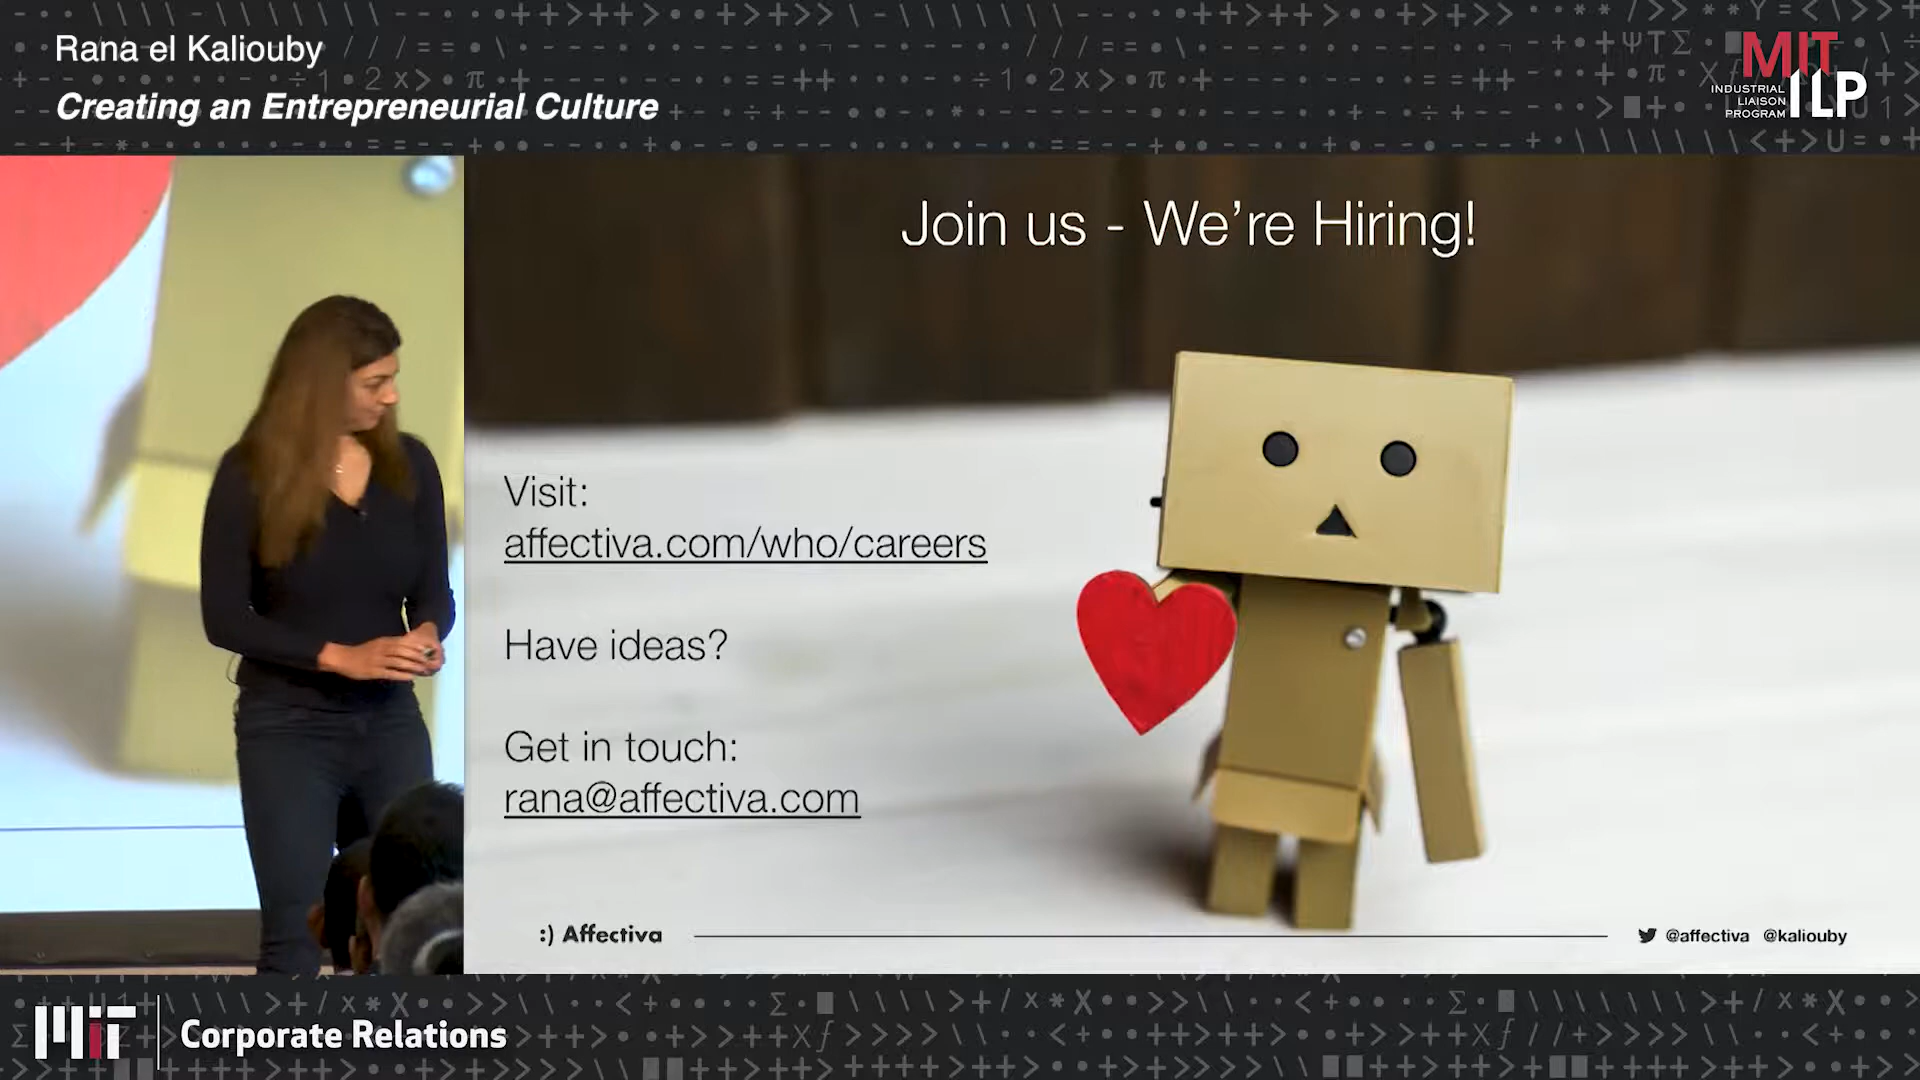 Rana el Kaliouby
Creating an Entrepreneurial Culture
MIT
INDUSTRIAL
LIAISON
PROGRAM
ILP
Join us - We’re Hiring!
Visit:
affectiva.com/who/careers
Have ideas?
Get in touch:
rana@affectiva.com
:) Affectiva
@affectiva @kaliouby
MIT
Corporate Relations